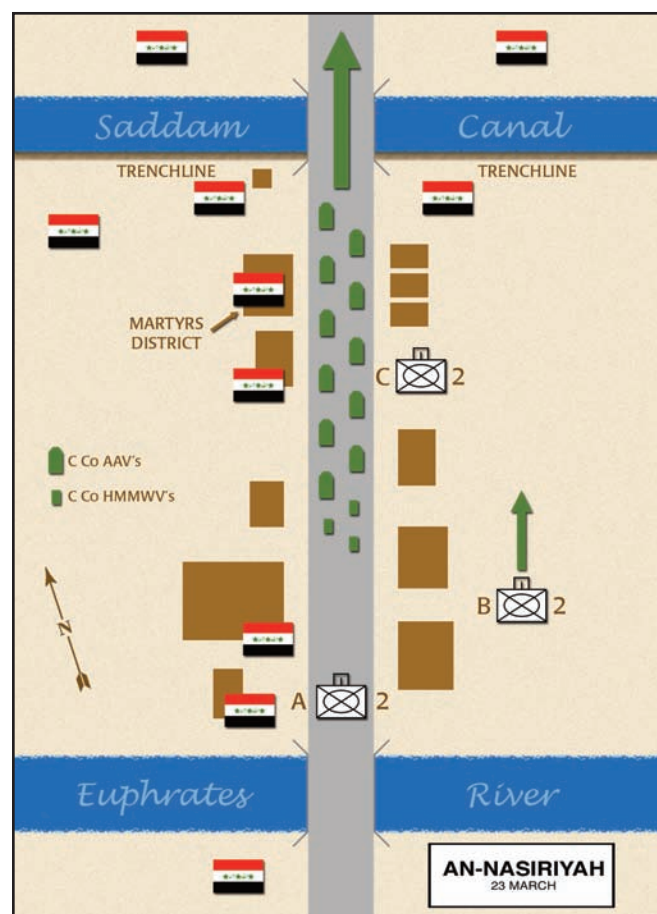 Saddam Canal
TRENCHLINE TRENCHLINE
MARTYRS
DISTRICT
C 2
C Co AAV's
C Co HMMWV's
B 2
N
A 2
Euphrates River
AN-NASIRIYAH
23 MARCH